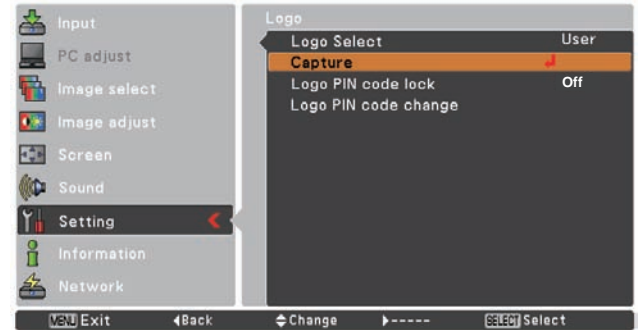 Input
PC adjust
Image select
Image adjust
Screen
Sound
Setting
Information
Network
Logo
Logo Select User
Capture
Logo PIN code lock Off
Logo PIN code change
MENU Exit Back Change ----- SELECT Select